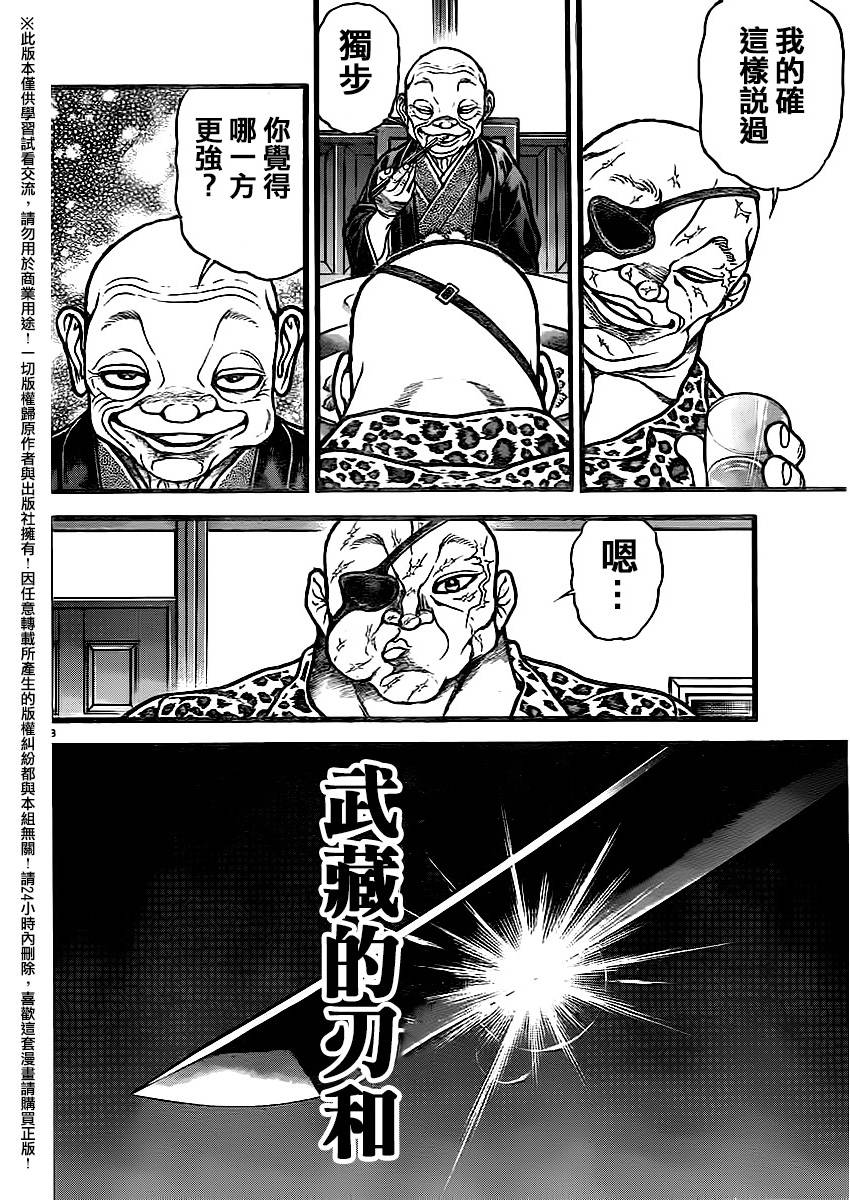 我的確
這樣説過
獨步
你覺得
哪一方
更強？
嗯…
武藏的刃和
3
※此版本僅供學習試看交流，請勿用於商業用途！一切版權歸原作者與出版社擁有！因任意轉載所產生的版權糾紛都與本組無關！請24小時內刪除，喜歡這套漫畫請購買正版！